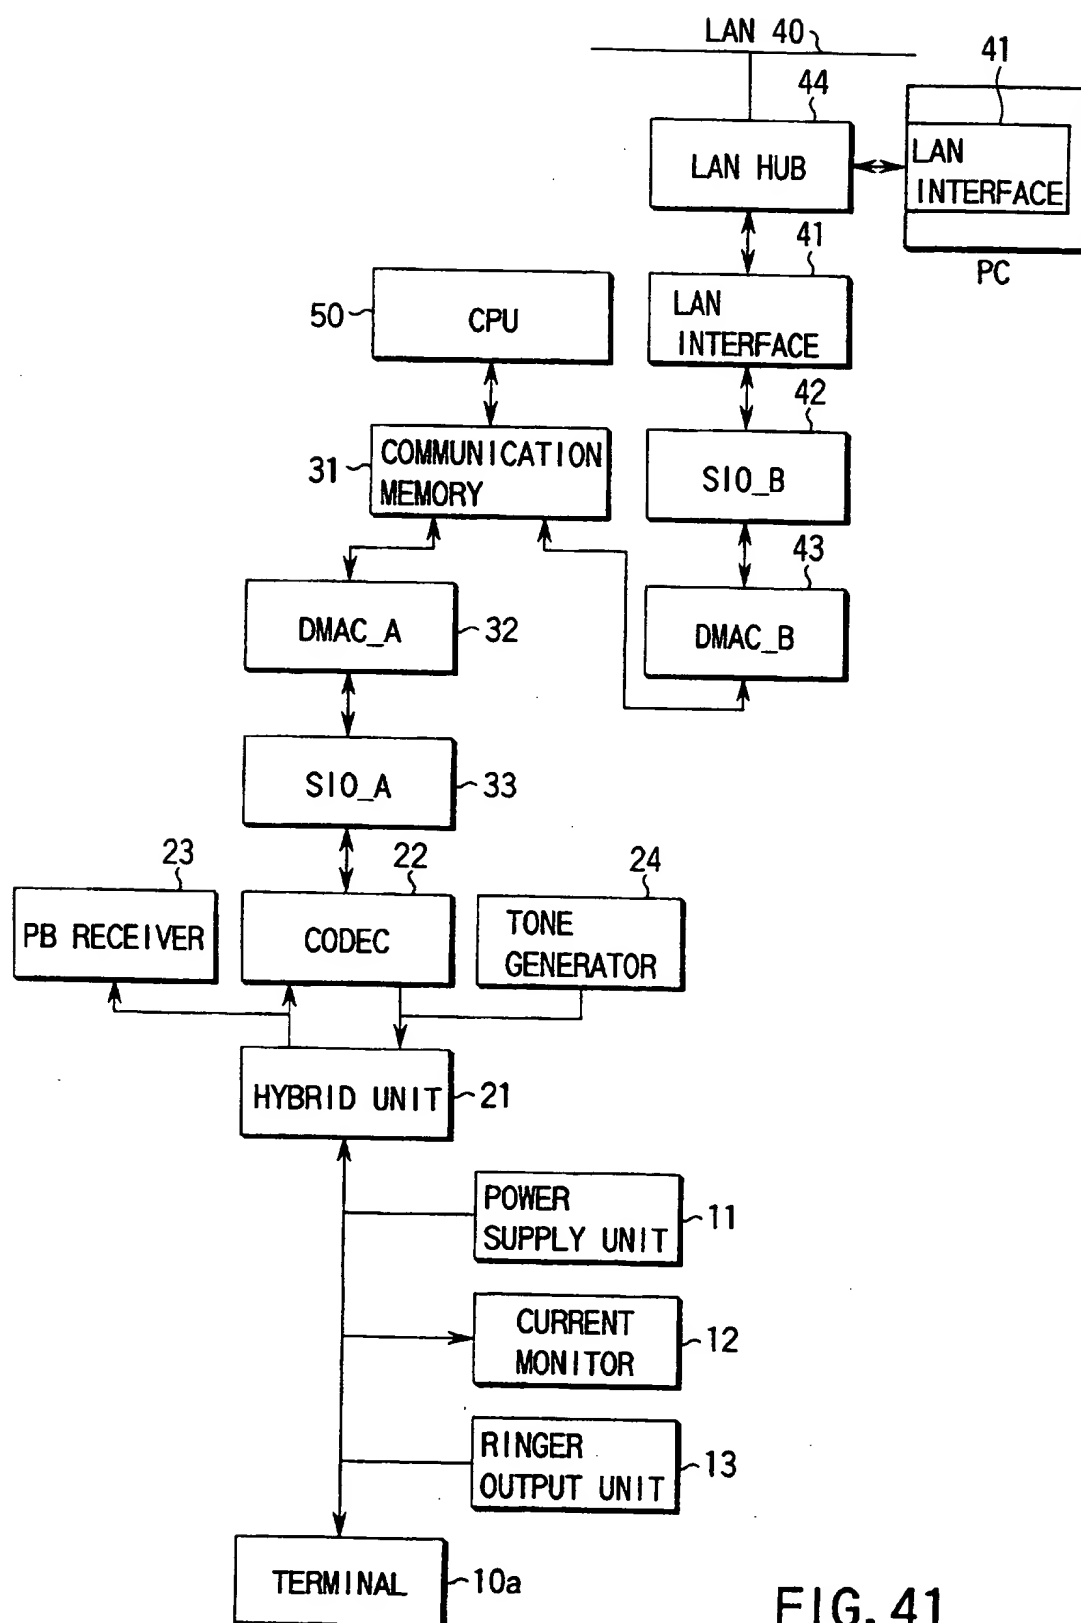 LAN 40
41
44
LAN HUB
LAN
INTERFACE
PC
41
LAN
INTERFACE
50
CPU
42
31
COMMUNICATION
MEMORY
SIO_B
43
DMAC_A
32
DMAC_B
SIO_A
33
23
22
24
PB RECEIVER
CODEC
TONE
GENERATOR
HYBRID UNIT
21
POWER
SUPPLY UNIT
11
CURRENT
MONITOR
12
RINGER
OUTPUT UNIT
13
TERMINAL
10a
FIG. 41